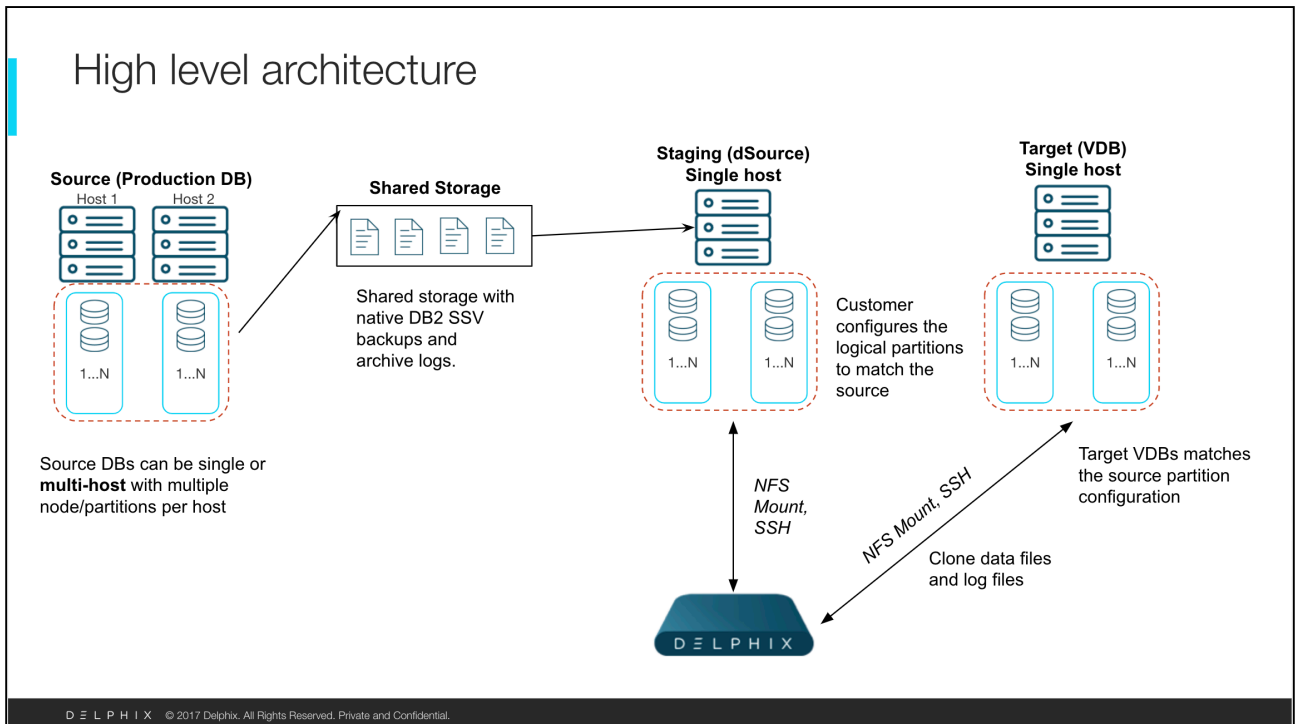 High level architecture
Source (Production DB)
Host 1
Host 2
1...N
1...N
Source DBs can be single or
multi-host with multiple
node/partitions per host
Shared Storage
Shared storage with
native DB2 SSV
backups and
archive logs.
Staging (dSource)
Single host
1...N
1...N
Customer
configures the
logical partitions
to match the
source
Target (VDB)
Single host
1...N
1...N
Target VDBs matches
the source partition
configuration
NFS
Mount,
SSH
NFS Mount, SSH
Clone data files
and log files
DELPHIX
DELPHIX © 2017 Delphix. All Rights Reserved. Private and Confidential.